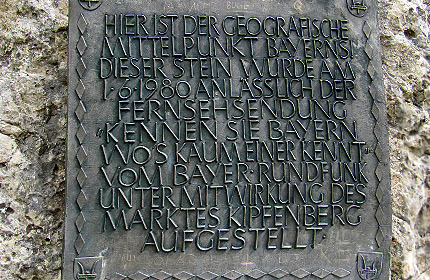 HIER IST DER GEOGRAFISCHE
MITTELPUNKT BAYERNS!
DIESER STEIN WURDE AM
1·6·1980 ANLÄSSLICH DER
FERNSEHSENDUNG
"KENNEN SIE BAYERN
WO'S KAUM EINER KENNT"
VOM BAYER·RUNDFUNK
UNTER MITWIRKUNG DES
MARKTES KIPFENBERG
AUFGESTELLT·